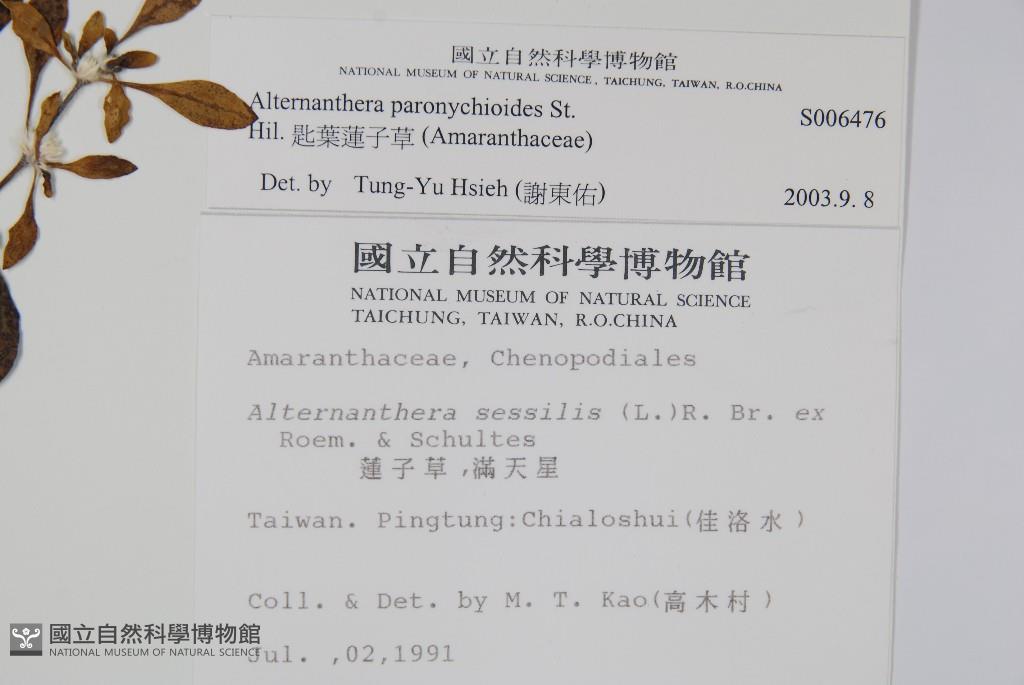 國立自然科學博物館
NATIONAL MUSEUM OF NATURAL SCIENCE, TAICHUNG, TAIWAN, R.O.CHINA
Alternanthera paronychioides St. S006476
Hil. 匙葉蓮子草 (Amaranthaceae)
Det. by Tung-Yu Hsieh (謝東佑) 2003.9. 8
國立自然科學博物館
NATIONAL MUSEUM OF NATURAL SCIENCE
TAICHUNG, TAIWAN, R.O.CHINA
Amaranthaceae, Chenopodiales
Alternanthera sessilis (L.)R. Br. ex
Roem. & Schultes
蓮子草,滿天星
Taiwan. Pingtung:Chialoshui(佳洛水)
Coll. & Det. by M. T. Kao(高木村)
Jul. ,02,1991
國立自然科學博物館
NATIONAL MUSEUM OF NATURAL SCIENCE